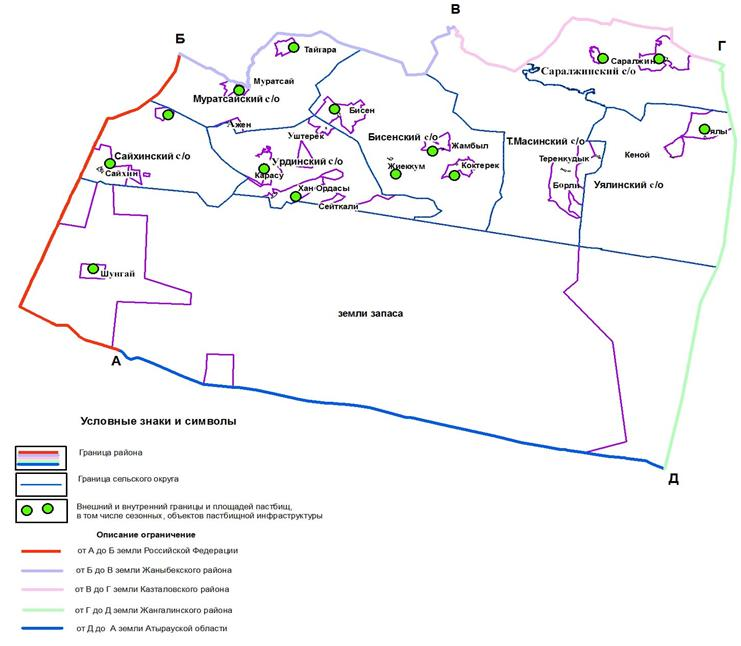 Б
В
Г
Тайгара
Саралжин
Саралжинский с/о
Муратсай
Муратсайский с/о
Ажен
Бисен
Уштерек
Бисенский с/о
Жамбыл
Т.Масинский с/о
Кеной
Сайхинский с/о
Сайхин
Урдинский с/о
Карасу
Жиеккум
Коктерек
Теренкудык
Борли
Уялинский с/о
Хан Ордасы
Сейткали
Шунгай
земли запаса
А
Д
Условные знаки и символы
Граница района
Граница сельского округа
Внешний и внутренний границы и площадей пастбищ,
в том числе сезонных, объектов пастбищной инфраструктуры
Описание ограничение
от А до Б земли Российской Федерации
от Б до В земли Жаныбекского района
от В до Г земли Казталовского района
от Г до Д земли Жангалинского района
от Д до А земли Атырауской области